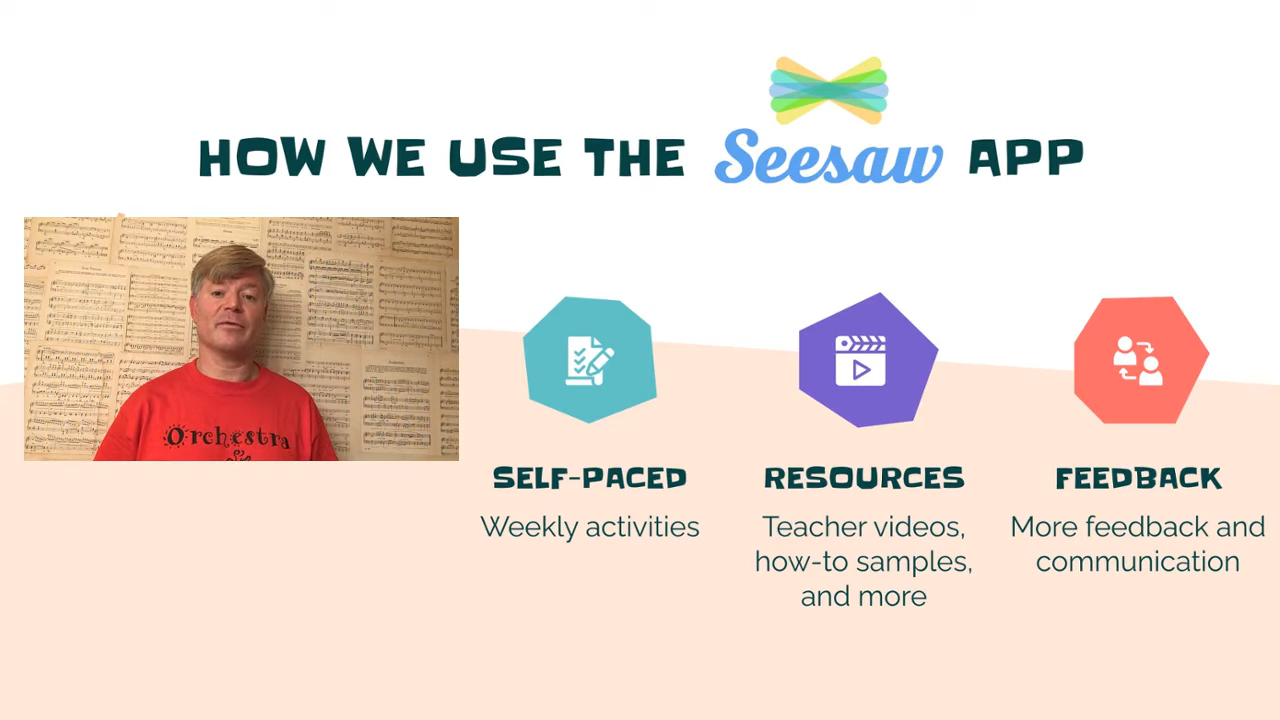 HOW WE USE THE Seesaw APP
Orchestra
SELF-PACED
Weekly activities
RESOURCES
Teacher videos,
how-to samples,
and more
FEEDBACK
More feedback and
communication